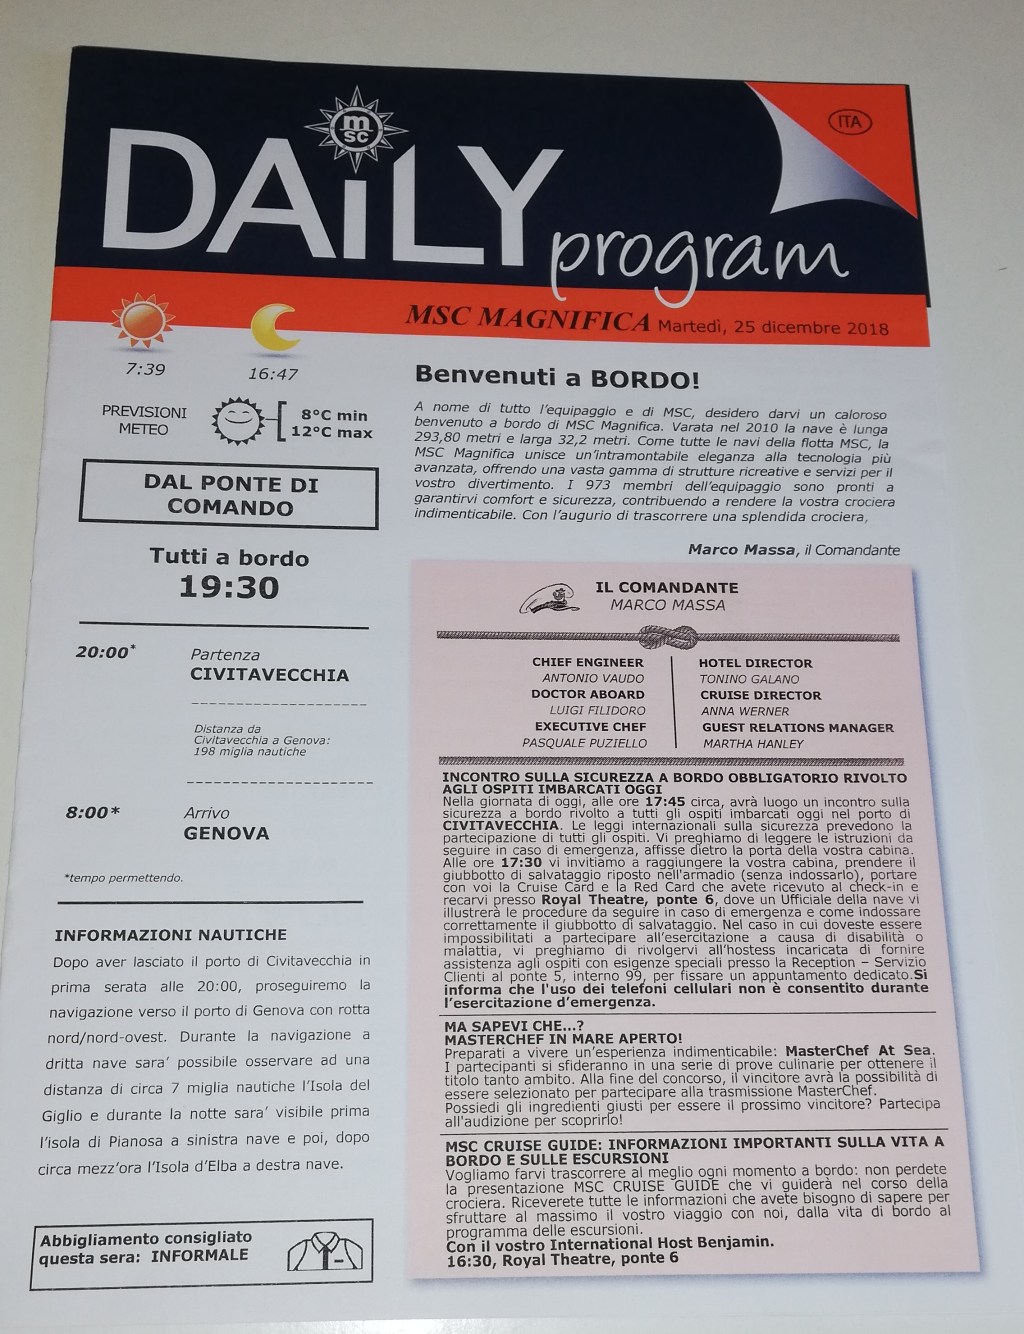 msc
DAiLY
program
ITA
MSC MAGNIFICA Martedì, 25 dicembre 2018
7:39
16:47
PREVISIONI
METEO
8°C min
12°C max
DAL PONTE DI
COMANDO
Tutti a bordo
19:30
20:00*
Partenza
CIVITAVECCHIA
Distanza da
Civitavecchia a Genova:
198 miglia nautiche
8:00*
Arrivo
GENOVA
*tempo permettendo.
INFORMAZIONI NAUTICHE
Dopo aver lasciato il porto di Civitavecchia in
prima serata alle 20:00, proseguiremo la
navigazione verso il porto di Genova con rotta
nord/nord-ovest. Durante la navigazione a
dritta nave sara’ possibile osservare ad una
distanza di circa 7 miglia nautiche l’Isola del
Giglio e durante la notte sara’ visibile prima
l’isola di Pianosa a sinistra nave e poi, dopo
circa mezz’ora l’Isola d’Elba a destra nave.
Abbigliamento consigliato
questa sera: INFORMALE
Benvenuti a BORDO!
A nome di tutto l’equipaggio e di MSC, desidero darvi un caloroso
benvenuto a bordo di MSC Magnifica. Varata nel 2010 la nave è lunga
293,80 metri e larga 32,2 metri. Come tutte le navi della flotta MSC, la
MSC Magnifica unisce un’intramontabile eleganza alla tecnologia più
avanzata, offrendo una vasta gamma di strutture ricreative e servizi per il
vostro divertimento. I 973 membri dell’equipaggio sono pronti a
garantirvi comfort e sicurezza, contribuendo a rendere la vostra crociera
indimenticabile. Con l’augurio di trascorrere una splendida crociera,
Marco Massa, il Comandante
IL COMANDANTE
MARCO MASSA
CHIEF ENGINEER
ANTONIO VAUDO
DOCTOR ABOARD
LUIGI FILIDORO
EXECUTIVE CHEF
PASQUALE PUZIELLO
HOTEL DIRECTOR
TONINO GALANO
CRUISE DIRECTOR
ANNA WERNER
GUEST RELATIONS MANAGER
MARTHA HANLEY
INCONTRO SULLA SICUREZZA A BORDO OBBLIGATORIO RIVOLTO
AGLI OSPITI IMBARCATI OGGI
Nella giornata di oggi, alle ore 17:45 circa, avrà luogo un incontro sulla
sicurezza a bordo rivolto a tutti gli ospiti imbarcati oggi nel porto di
CIVITAVECCHIA. Le leggi internazionali sulla sicurezza prevedono la
partecipazione di tutti gli ospiti. Vi preghiamo di leggere le istruzioni da
seguire in caso di emergenza, affisse dietro la porta della vostra cabina.
Alle ore 17:30 vi invitiamo a raggiungere la vostra cabina, prendere il
giubbotto di salvataggio riposto nell'armadio (senza indossarlo), portare
con voi la Cruise Card e la Red Card che avete ricevuto al check-in e
recarvi presso Royal Theatre, ponte 6, dove un Ufficiale della nave vi
illustrerà le procedure da seguire in caso di emergenza e come indossare
correttamente il giubbotto di salvataggio. Nel caso in cui doveste essere
impossibilitati a partecipare all’esercitazione a causa di disabilità o
malattia, vi preghiamo di rivolgervi all’hostess incaricata di fornire
assistenza agli ospiti con esigenze speciali presso la Reception – Servizio
Clienti al ponte 5, interno 99, per fissare un appuntamento dedicato.Si
informa che l'uso dei telefoni cellulari non è consentito durante
l’esercitazione d’emergenza.
MA SAPEVI CHE...?
MASTERCHEF IN MARE APERTO!
Preparati a vivere un’esperienza indimenticabile: MasterChef At Sea.
I partecipanti si sfideranno in una serie di prove culinarie per ottenere il
titolo tanto ambito. Alla fine del concorso, il vincitore avrà la possibilità di
essere selezionato per partecipare alla trasmissione MasterChef.
Possiedi gli ingredienti giusti per essere il prossimo vincitore? Partecipa
all'audizione per scoprirlo!
MSC CRUISE GUIDE: INFORMAZIONI IMPORTANTI SULLA VITA A
BORDO E SULLE ESCURSIONI
Vogliamo farvi trascorrere al meglio ogni momento a bordo: non perdete
la presentazione MSC CRUISE GUIDE che vi guiderà nel corso della
crociera. Riceverete tutte le informazioni che avete bisogno di sapere per
sfruttare al massimo il vostro viaggio con noi, dalla vita di bordo al
programma delle escursioni.
Con il vostro International Host Benjamin.
16:30, Royal Theatre, ponte 6